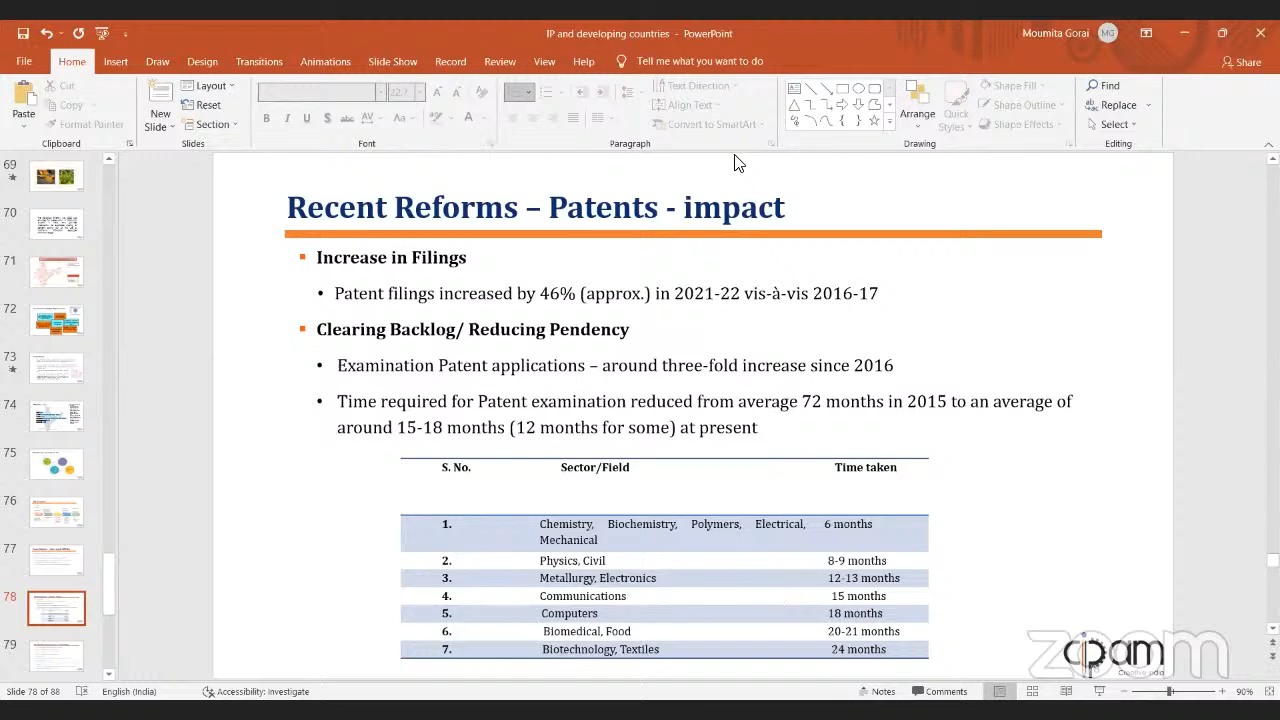 IP and developing countries - PowerPoint
Moumita Gorai MG
File Home Insert Draw Design Transitions Animations Slide Show Record Review View Help Tell me what you want to do Share
Paste Cut Copy Format Painter
New Slide Layout Reset Section
Text Direction Align Text Convert to SmartArt
Arrange Quick Styles Shape Fill Shape Outline Shape Effects
Find Replace Select
Clipboard Slides Font Paragraph Drawing Editing
69
70
71
72
73
74
75
76
77
78
79
Recent Reforms – Patents - impact
Increase in Filings
• Patent filings increased by 46% (approx.) in 2021-22 vis-à-vis 2016-17
Clearing Backlog/ Reducing Pendency
• Examination Patent applications – around three-fold increase since 2016
• Time required for Patent examination reduced from average 72 months in 2015 to an average of
around 15-18 months (12 months for some) at present
S. No. Sector/Field Time taken
1. Chemistry, Biochemistry, Polymers, Electrical, 6 months
Mechanical
2. Physics, Civil 8-9 months
3. Metallurgy, Electronics 12-13 months
4. Communications 15 months
5. Computers 18 months
6. Biomedical, Food 20-21 months
7. Biotechnology, Textiles 24 months
zoom
cipam
Creative India
Slide 78 of 88 English (India) Accessibility: Investigate Notes Comments 90%